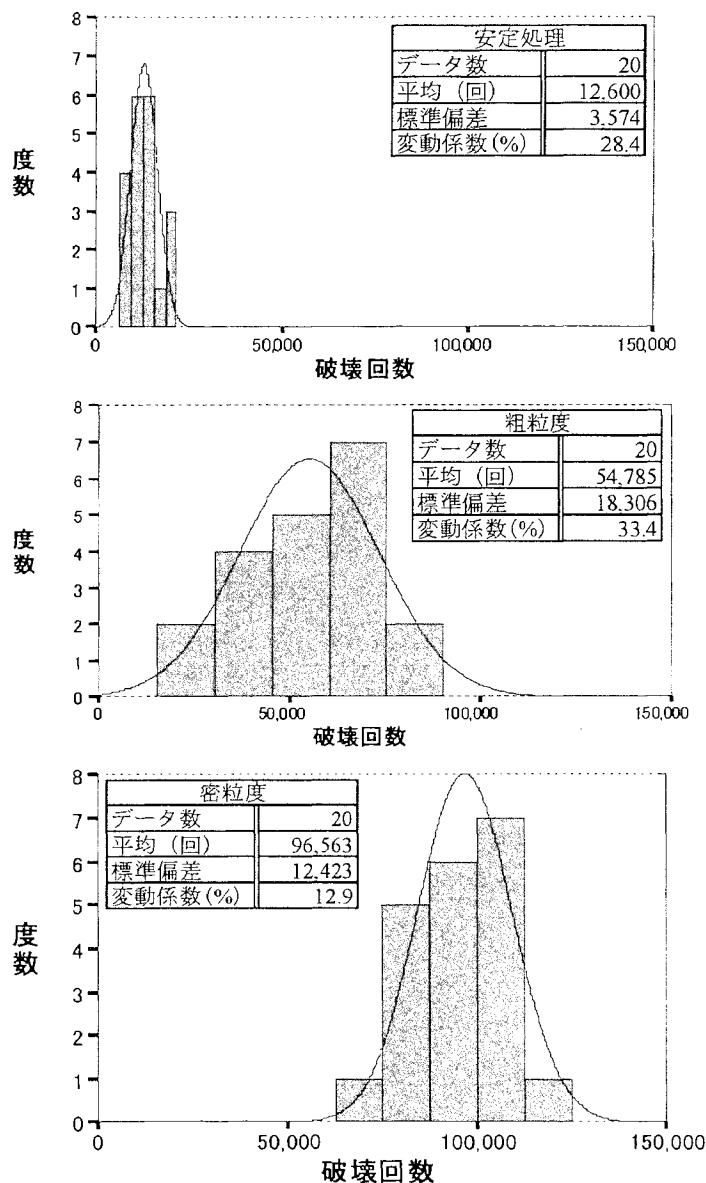 8
7
6
5
4
3
2
1
0
度数
安定処理
データ数 20
平均 (回) 12,600
標準偏差 3,574
変動係数(%) 28.4
0 50,000 100,000 150,000
破壊回数
8
7
6
5
4
3
2
1
0
度数
粗粒度
データ数 20
平均 (回) 54,785
標準偏差 18,306
変動係数(%) 33.4
0 50,000 100,000 150,000
破壊回数
8
7
6
5
4
3
2
1
0
度数
密粒度
データ数 20
平均 (回) 96,563
標準偏差 12,423
変動係数(%) 12.9
0 50,000 100,000 150,000
破壊回数